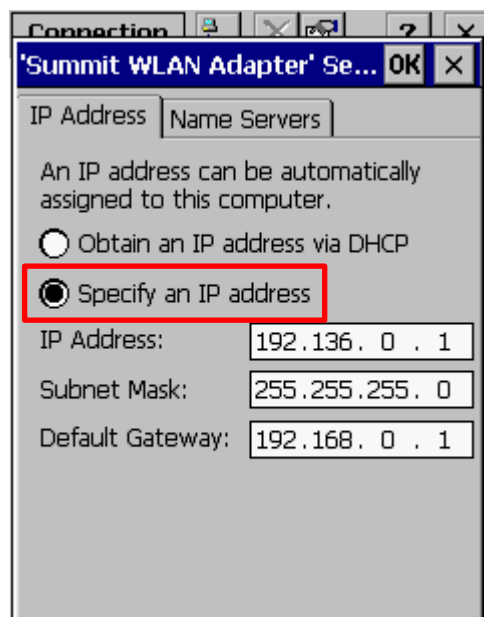 Connection ? ×
'Summit WLAN Adapter' Se... OK ×
IP Address Name Servers
An IP address can be automatically
assigned to this computer.
Obtain an IP address via DHCP
Specify an IP address
IP Address: 192.136. 0 . 1
Subnet Mask: 255.255.255. 0
Default Gateway: 192.168. 0 . 1